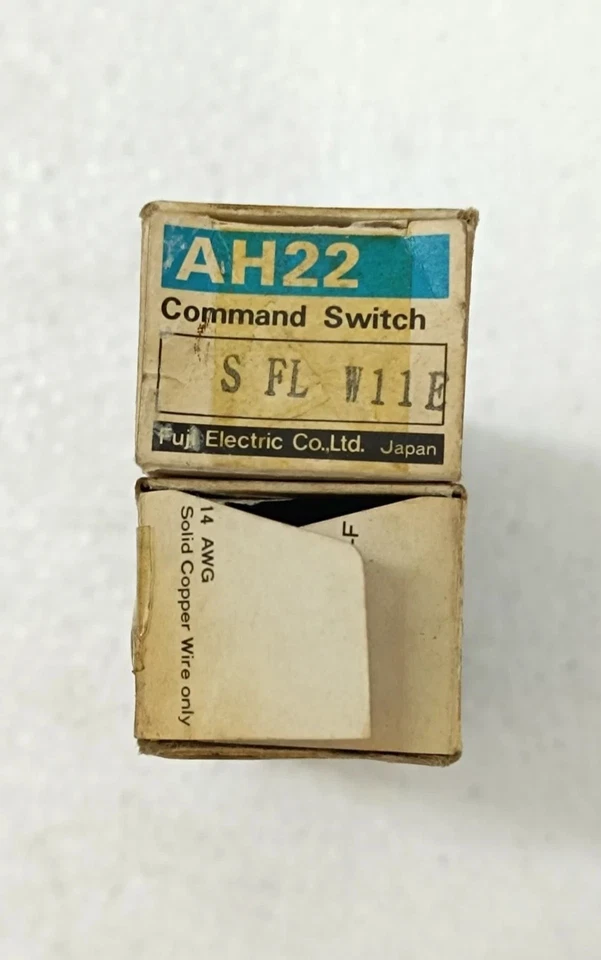 AH22
Command Switch
S FL W11E
Fuji Electric Co.,Ltd. Japan
14 AWG
Solid Copper Wire only
-F